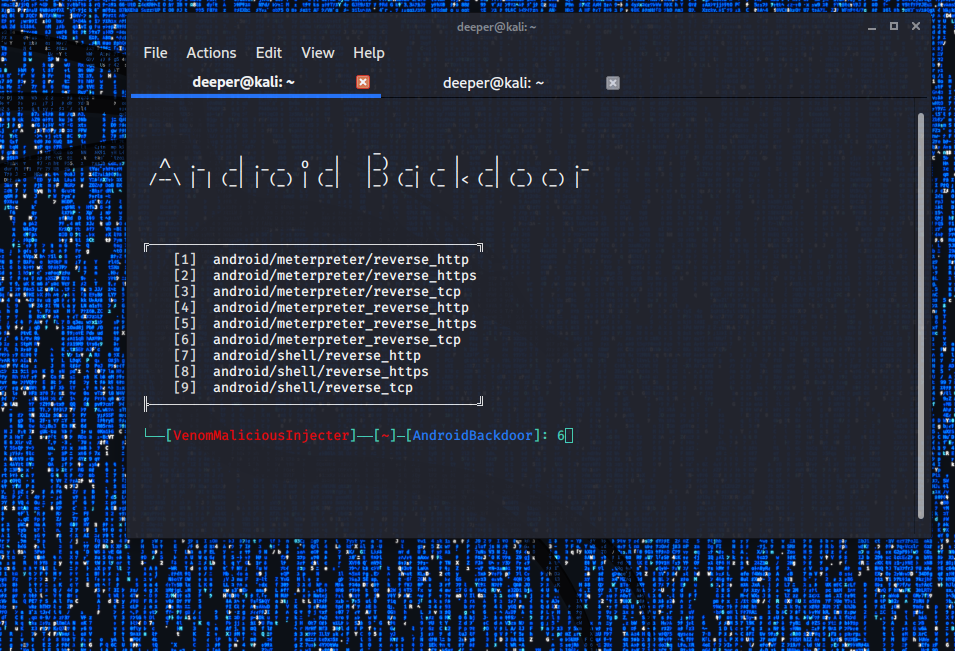 deeper@kali: ~
File Actions Edit View Help
deeper@kali: ~ deeper@kali: ~
Android Backdoor
[1] android/meterpreter/reverse_http
[2] android/meterpreter/reverse_https
[3] android/meterpreter/reverse_tcp
[4] android/meterpreter_reverse_http
[5] android/meterpreter_reverse_https
[6] android/meterpreter_reverse_tcp
[7] android/shell/reverse_http
[8] android/shell/reverse_https
[9] android/shell/reverse_tcp
└──[VenomMaliciousInjecter]──[~]─[AndroidBackdoor]: 6